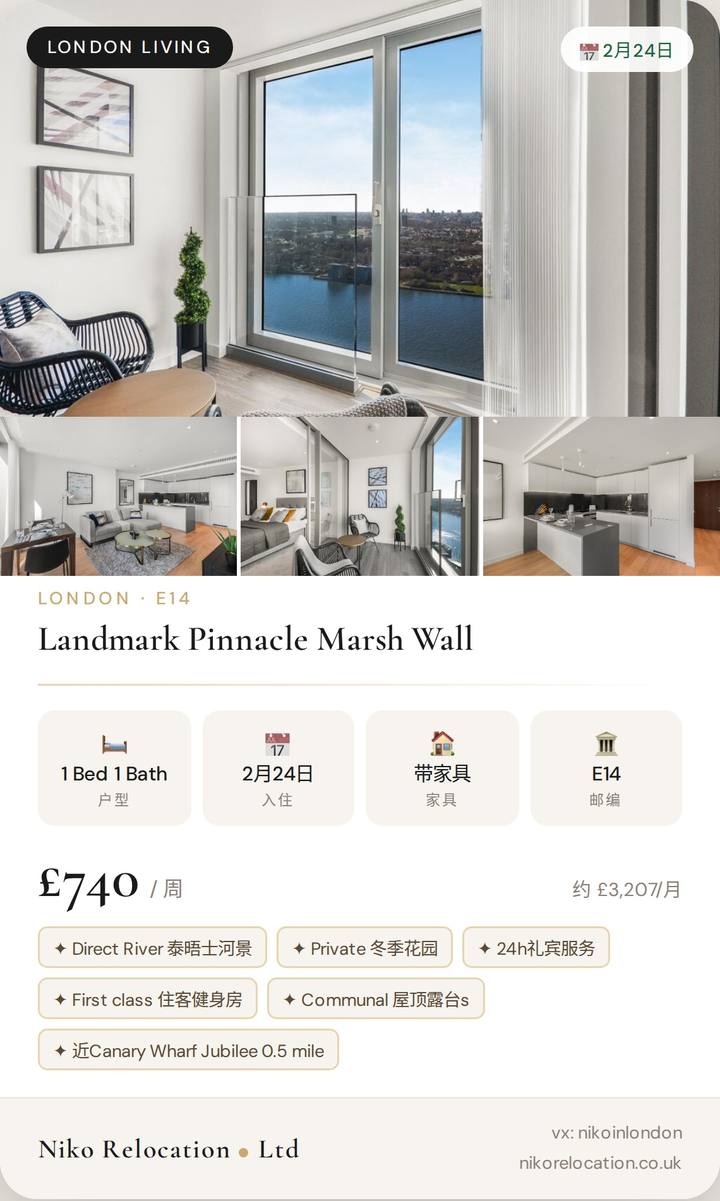 LONDON LIVING
📅 2月24日
LONDON · E14
Landmark Pinnacle Marsh Wall
1 Bed 1 Bath
户型
2月24日
入住
带家具
家具
E14
邮编
£740 / 周
约 £3,207/月
✦ Direct River 泰晤士河景
✦ Private 冬季花园
✦ 24h礼宾服务
✦ First class 住客健身房
✦ Communal 屋顶露台s
✦ 近Canary Wharf Jubilee 0.5 mile
Niko Relocation • Ltd
vx: nikoinlondon
nikorelocation.co.uk